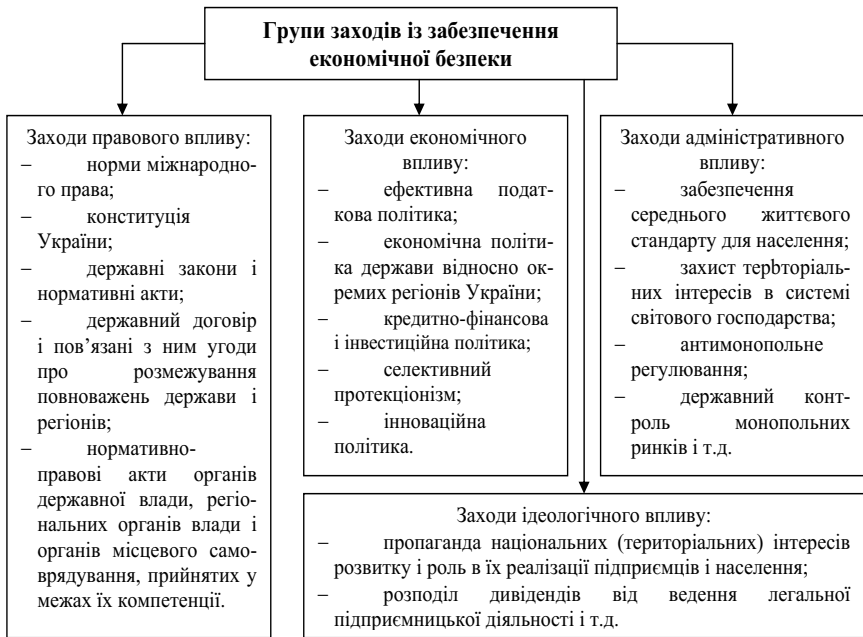 Групи заходів із забезпечення
економічної безпеки
Заходи правового впливу:
– норми міжнародно-
го права;
– конституція
України;
– державні закони і
нормативні акти;
– державний договір
і пов’язані з ним угоди
про розмежування
повноважень держави і
регіонів;
– нормативно-
правові акти органів
державної влади, регіо-
нальних органів влади і
органів місцевого само-
врядування, прийнятих у
межах їх компетенції.
Заходи економічного
впливу:
– ефективна подат-
кова політика;
– економічна політи-
ка держави відносно ок-
ремих регіонів України;
– кредитно-фінансова
і інвестиційна політика;
– селективний
протекціонізм;
– інноваційна
політика.
Заходи адміністративного
впливу:
– забезпечення
середнього життєвого
стандарту для населення;
– захист терbторіаль-
них інтересів в системі
світового господарства;
– антимонопольне
регулювання;
– державний конт-
роль монопольних
ринків і т.д.
Заходи ідеологічного впливу:
– пропаганда національних (територіальних) інтересів
розвитку і роль в їх реалізації підприємців і населення;
– розподіл дивідендів від ведення легальної
підприємницької діяльності і т.д.